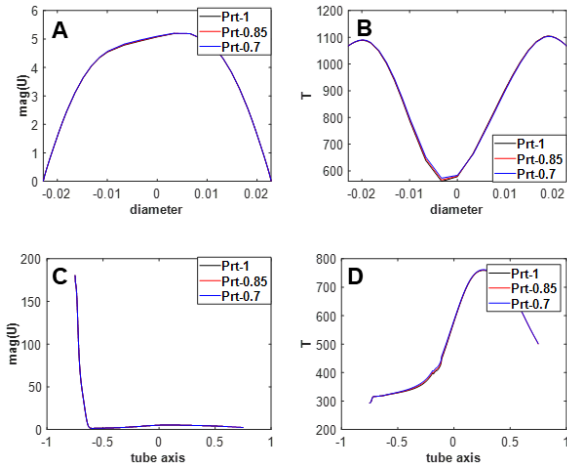 A
Prt-1
Prt-0.85
Prt-0.7
mag(U)
6
5
4
3
2
1
0
-0.02 -0.01 0 0.01 0.02
diameter
B
Prt-1
Prt-0.85
Prt-0.7
T
1200
1100
1000
900
800
700
600
-0.02 -0.01 0 0.01 0.02
diameter
C
Prt-1
Prt-0.85
Prt-0.7
mag(U)
200
150
100
50
0
-1 -0.5 0 0.5 1
tube axis
D
Prt-1
Prt-0.85
Prt-0.7
T
800
700
600
500
400
300
200
-1 -0.5 0 0.5 1
tube axis